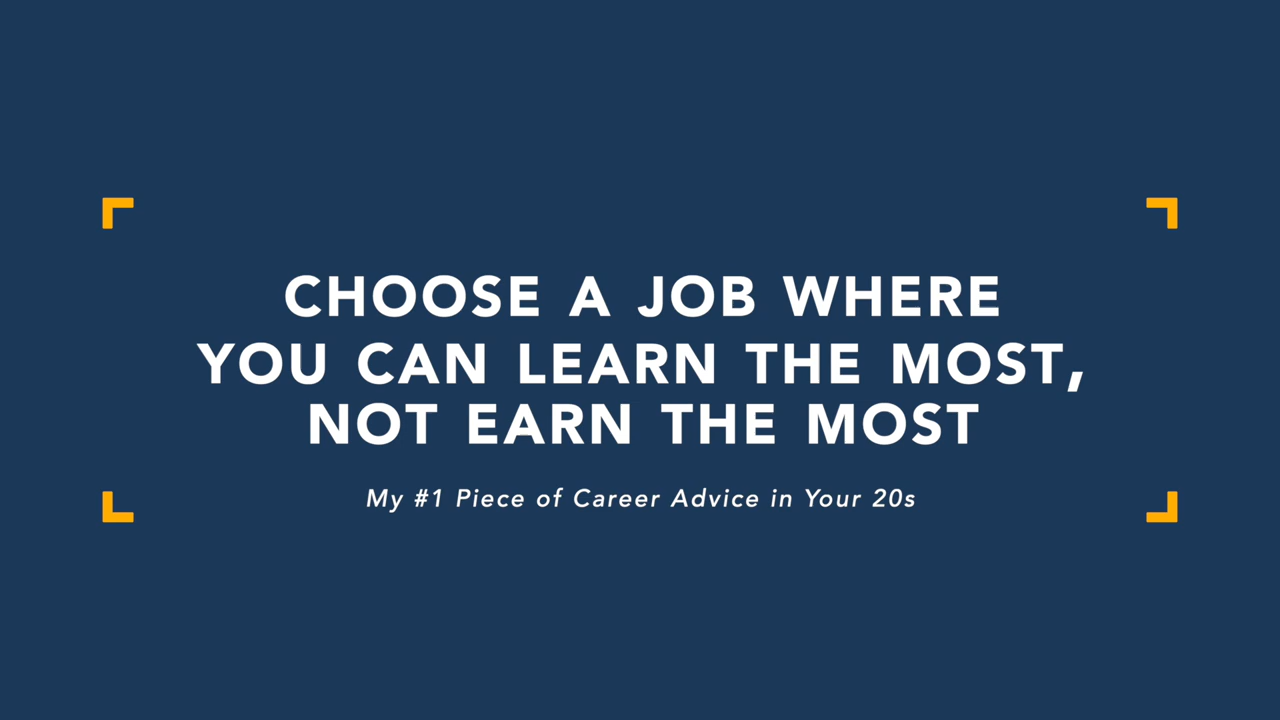 CHOOSE A JOB WHERE
YOU CAN LEARN THE MOST,
NOT EARN THE MOST
My #1 Piece of Career Advice in Your 20s